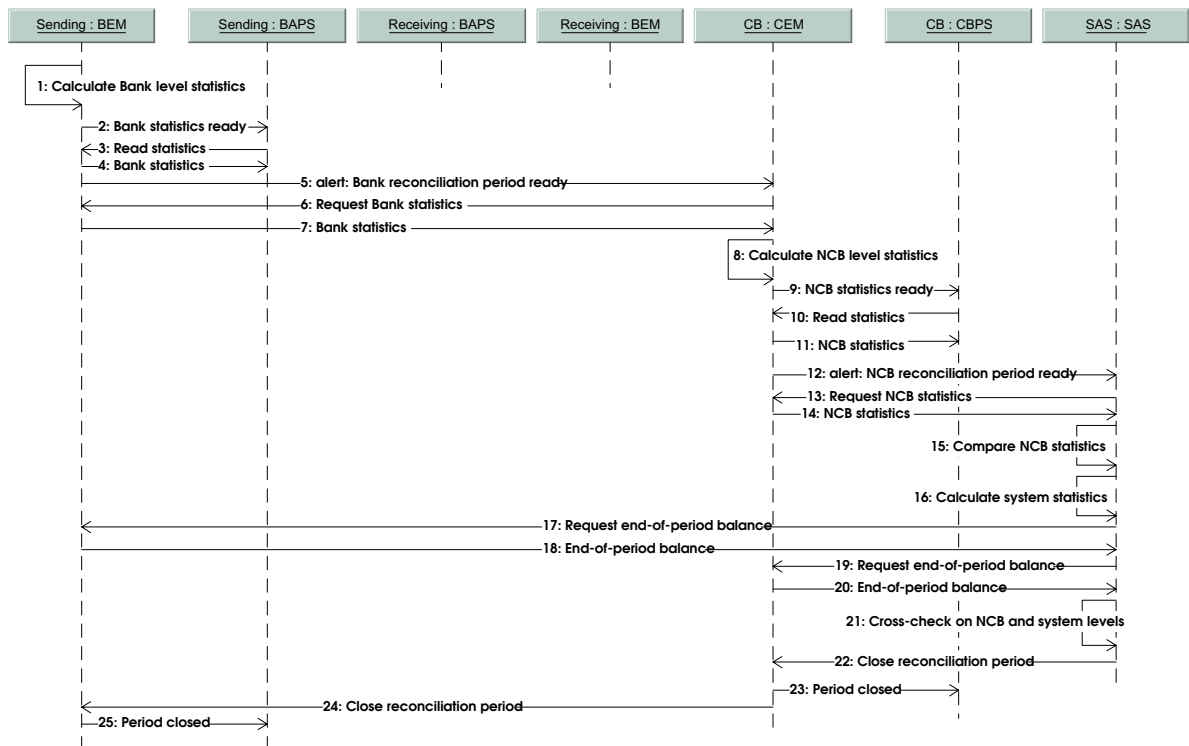 Sending : BEM
Sending : BAPS
Receiving : BAPS
Receiving : BEM
CB : CEM
CB : CBPS
SAS : SAS
1: Calculate Bank level statistics
2: Bank statistics ready
3: Read statistics
4: Bank statistics
5: alert: Bank reconciliation period ready
6: Request Bank statistics
7: Bank statistics
8: Calculate NCB level statistics
9: NCB statistics ready
10: Read statistics
11: NCB statistics
12: alert: NCB reconciliation period ready
13: Request NCB statistics
14: NCB statistics
15: Compare NCB statistics
16: Calculate system statistics
17: Request end-of-period balance
18: End-of-period balance
19: Request end-of-period balance
20: End-of-period balance
21: Cross-check on NCB and system levels
22: Close reconciliation period
23: Period closed
24: Close reconciliation period
25: Period closed